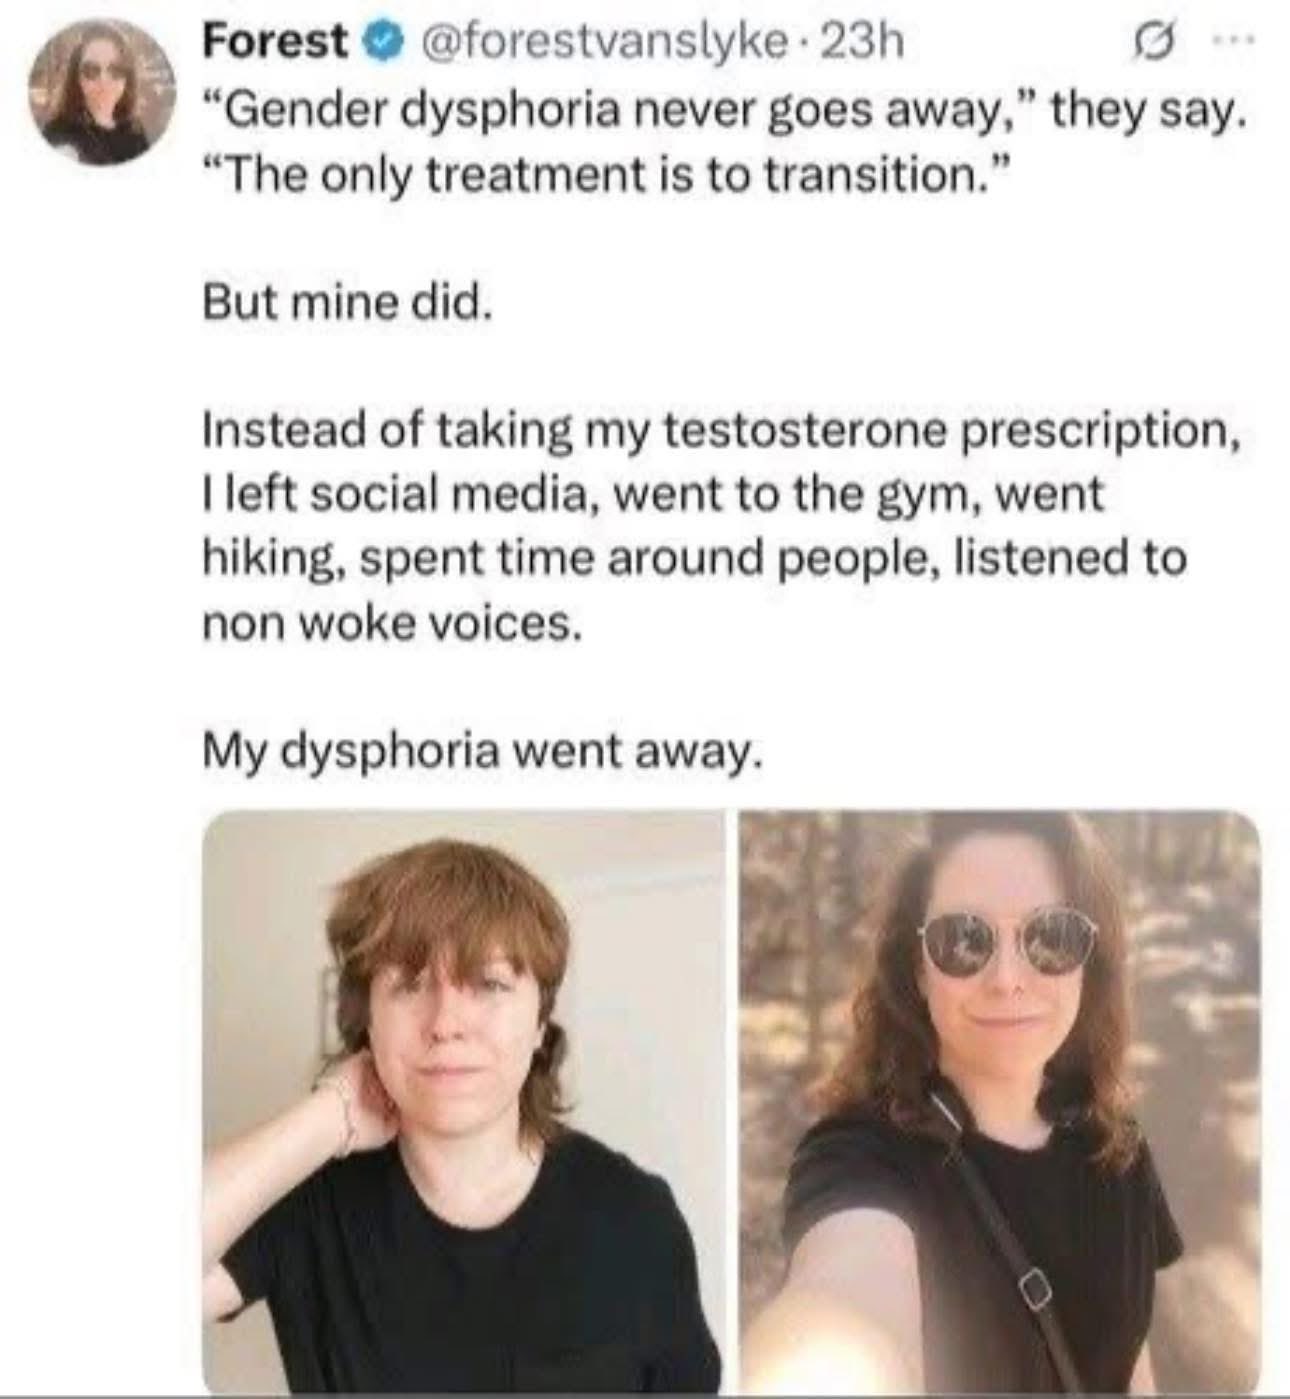 Forest @forestvanslyke · 23h
“Gender dysphoria never goes away,” they say.
“The only treatment is to transition.”
But mine did.
Instead of taking my testosterone prescription,
I left social media, went to the gym, went
hiking, spent time around people, listened to
non woke voices.
My dysphoria went away.